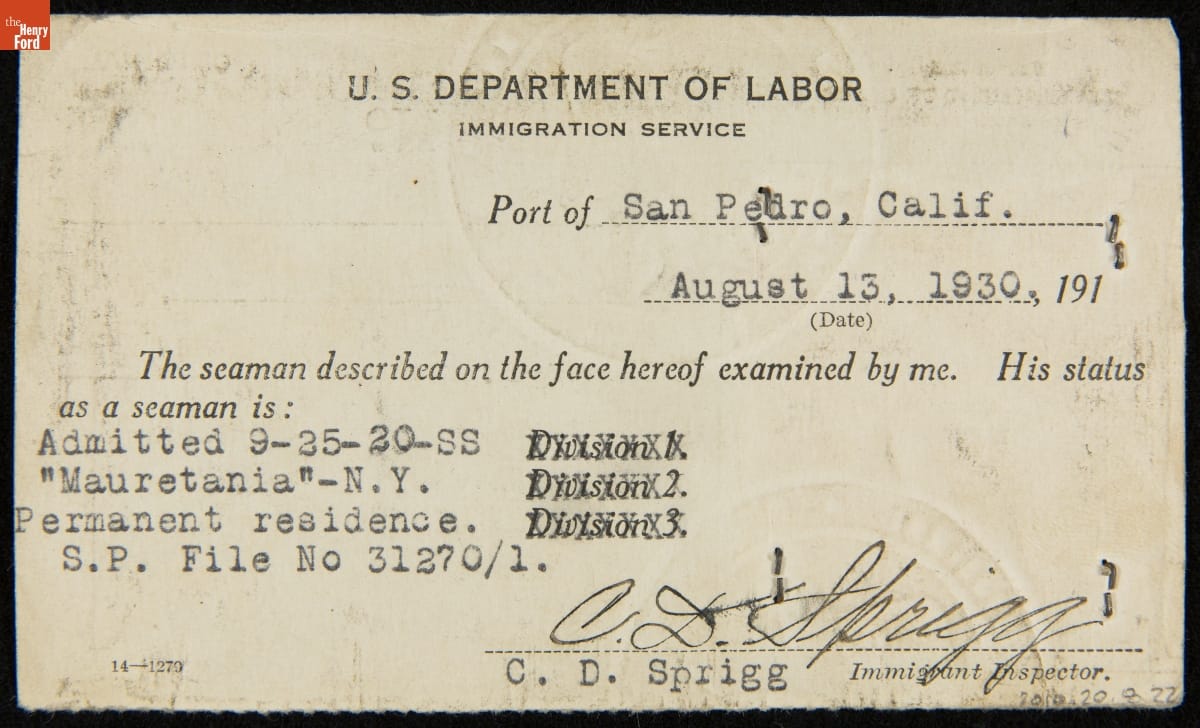 the
Henry
Ford
U. S. DEPARTMENT OF LABOR
IMMIGRATION SERVICE
Port of San Pedro, Calif.
August 13, 1930., 191
(Date)
The seaman described on the face hereof examined by me. His status
as a seaman is:
Admitted 9-25-20-SS Division 1.
"Mauretania"-N.Y. Division 2.
Permanent residence. Division 3.
S.P. File No 31270/1.
C. D. Sprigg
C. D. Sprigg Immigrant Inspector.
14—1279